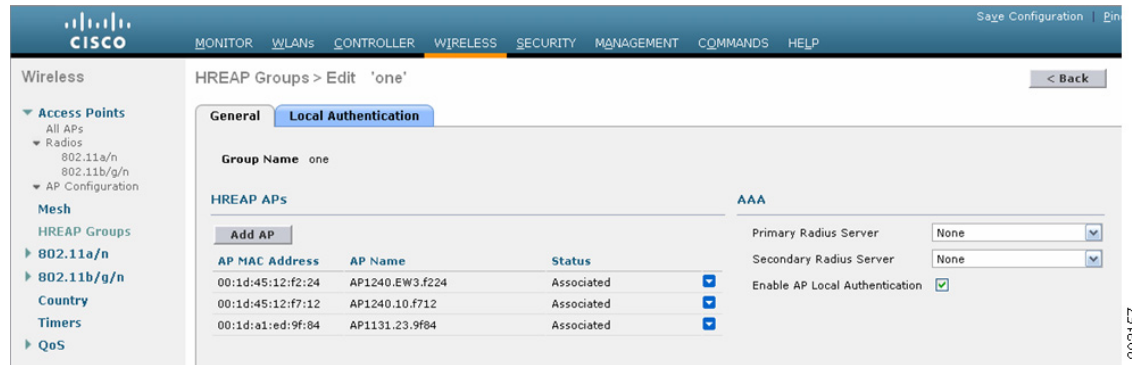 Save Configuration | Pin
CISCO
MONITOR WLANs CONTROLLER WIRELESS SECURITY MANAGEMENT COMMANDS HELP
Wireless
Access Points
All APs
Radios
802.11a/n
802.11b/g/n
AP Configuration
Mesh
HREAP Groups
802.11a/n
802.11b/g/n
Country
Timers
QoS
HREAP Groups > Edit 'one'
< Back
General Local Authentication
Group Name one
HREAP APs
Add AP
AP MAC Address AP Name Status
00:1d:45:12:f2:24 AP1240.EW3.f224 Associated
00:1d:45:12:f7:12 AP1240.10.f712 Associated
00:1d:a1:ed:9f:84 AP1131.23.9f84 Associated
AAA
Primary Radius Server None
Secondary Radius Server None
Enable AP Local Authentication